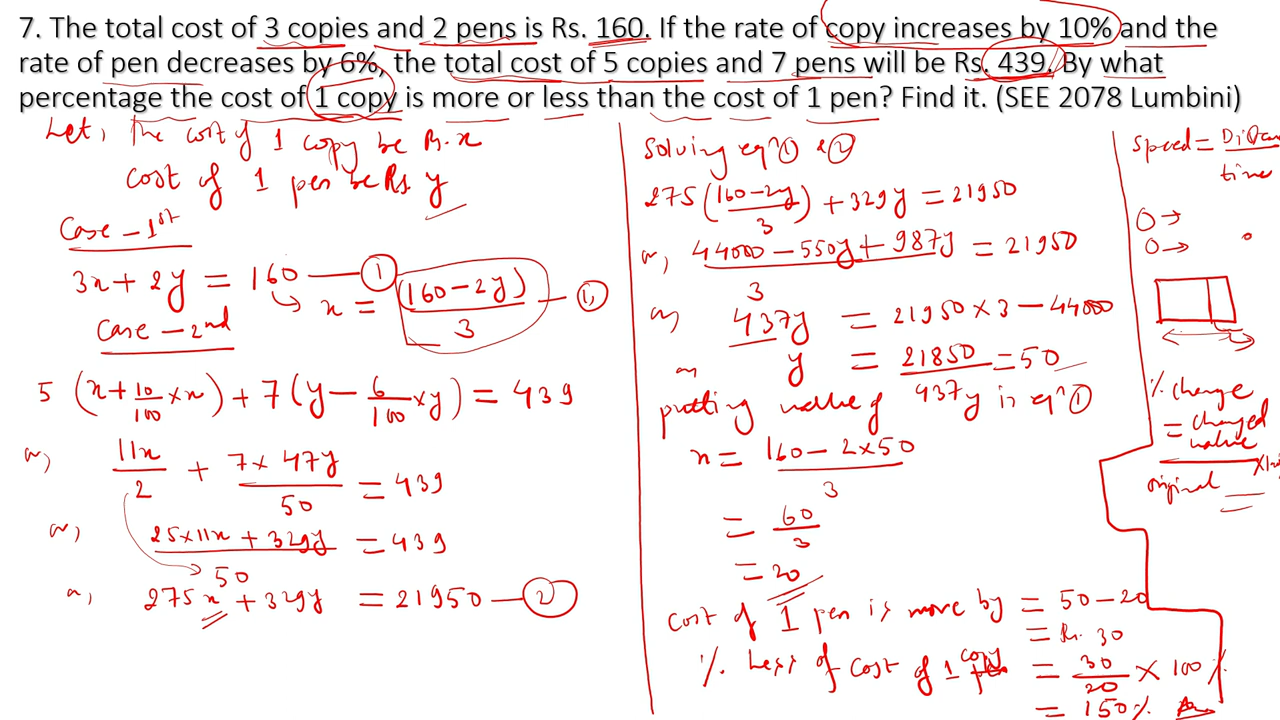 7. The total cost of 3 copies and 2 pens is Rs. 160. If the rate of copy increases by 10% and the
rate of pen decreases by 6%, the total cost of 5 copies and 7 pens will be Rs. 439. By what
percentage the cost of 1 copy is more or less than the cost of 1 pen? Find it. (SEE 2078 Lumbini)
Let, the cost of 1 copy be Rs. x
cost of 1 pen be Rs y
Case - 1st
3x + 2y = 160 — ①
x = (160 - 2y) / 3 — ①
Case - 2nd
5 (x + 10/100 × x) + 7 (y - 6/100 × y) = 439
or, 11x/2 + 7 × 47y/50 = 439
or, 25×11x + 329y / 50 = 439
or, 275x + 329y = 21950 — ②
Solving eqn ① & ②
275 (160-2y / 3) + 329y = 21950
or, 44000 - 550y + 987y / 3 = 21950
or, 437y = 21950 × 3 - 44000
or, y = 21850 / 437 = 50
putting value of y in eqn ①
x = 160 - 2×50 / 3
= 60/3
= 20
Cost of 1 pen is more by = 50 - 20
= Rs. 30
% Less of cost of 1 copy = 30/20 × 100 %
= 150%
Speed = Distan
time
% change
= changed value
original